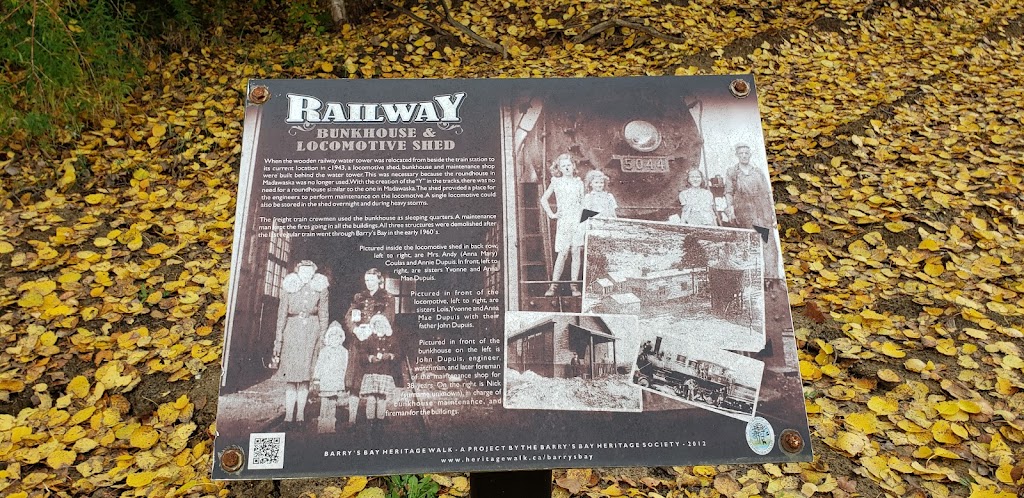 RAILWAY
BUNKHOUSE &
LOCOMOTIVE SHED
When the wooden railway water tower was relocated from beside the train station to
its current location in c1943, a locomotive shed, bunkhouse and maintenance shop
were built behind the water tower. This was necessary because the roundhouse in
Madawaska was no longer used. With the creation of the "Y" in the tracks, there was no
need for a roundhouse similar to the one in Madawaska. The shed provided a place for
the engineers to perform maintenance on the locomotive. A single locomotive could
also be stored in the shed overnight and during heavy storms.
The freight train crewmen used the bunkhouse as sleeping quarters. A maintenance
man kept the fires going in all the buildings. All three structures were demolished after
the last regular train went through Barry's Bay in the early 1960's.
Pictured inside the locomotive shed in back row,
left to right, are Mrs. Andy (Anna Mary)
Coulas and Annie Dupuis. In front, left to
right, are sisters Yvonne and Anna
Mae Dupuis.
Pictured in front of the
locomotive, left to right, are
sisters Lois, Yvonne and Anna
Mae Dupuis with their
father John Dupuis.
Pictured in front of the
bunkhouse on the left is
John Dupuis, engineer,
watchman, and later foreman
of the maintenance shop for
38 years. On the right is Nick
(surname unknown), in charge of
bunkhouse maintenance, and
fireman for the buildings.
5044
BARRY'S BAY HERITAGE WALK - A PROJECT BY THE BARRY'S BAY HERITAGE SOCIETY - 2012
www.heritagewalk.ca/barrysbay